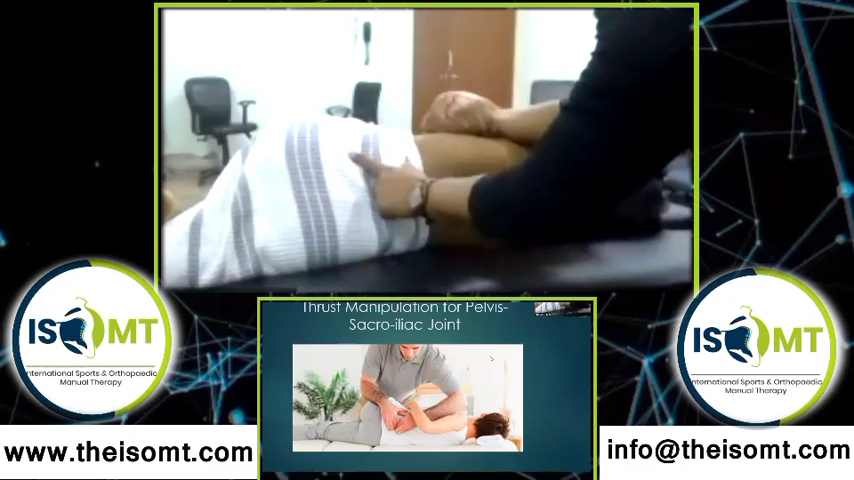 Thrust Manipulation for Pelvis-
Sacro-iliac Joint
ISOMT
International Sports & Orthopaedic
Manual Therapy
ISOMT
International Sports & Orthopaedic
Manual Therapy
www.theisomt.com
info@theisomt.com